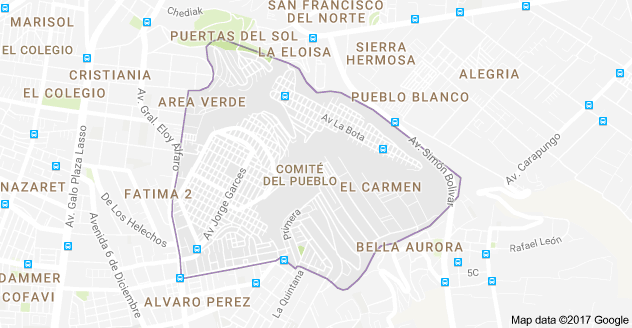 Chediak
SAN FRANCISCO
DEL NORTE
MARISOL
PUERTAS DEL SOL
LA ELOISA
SIERRA
HERMOSA
EL COLEGIO
CRISTIANIA
ALEGRIA
EL COLEGIO
AREA VERDE
PUEBLO BLANCO
Av. Gral. Eloy Alfaro
Av La Bota
Av. Simón Bolívar
Av. Galo Plaza Lasso
Av. Carapungo
COMITÉ
DEL PUEBLO
NAZARET
FATIMA 2
EL CARMEN
Av Jorge Garces
De Los Helechos
Avenida 6 de Diciembre
BELLA AURORA
Rafael León
DAMMER
COFAVI
5C
ALVARO PEREZ
La Quintana
Map data ©2017 Google